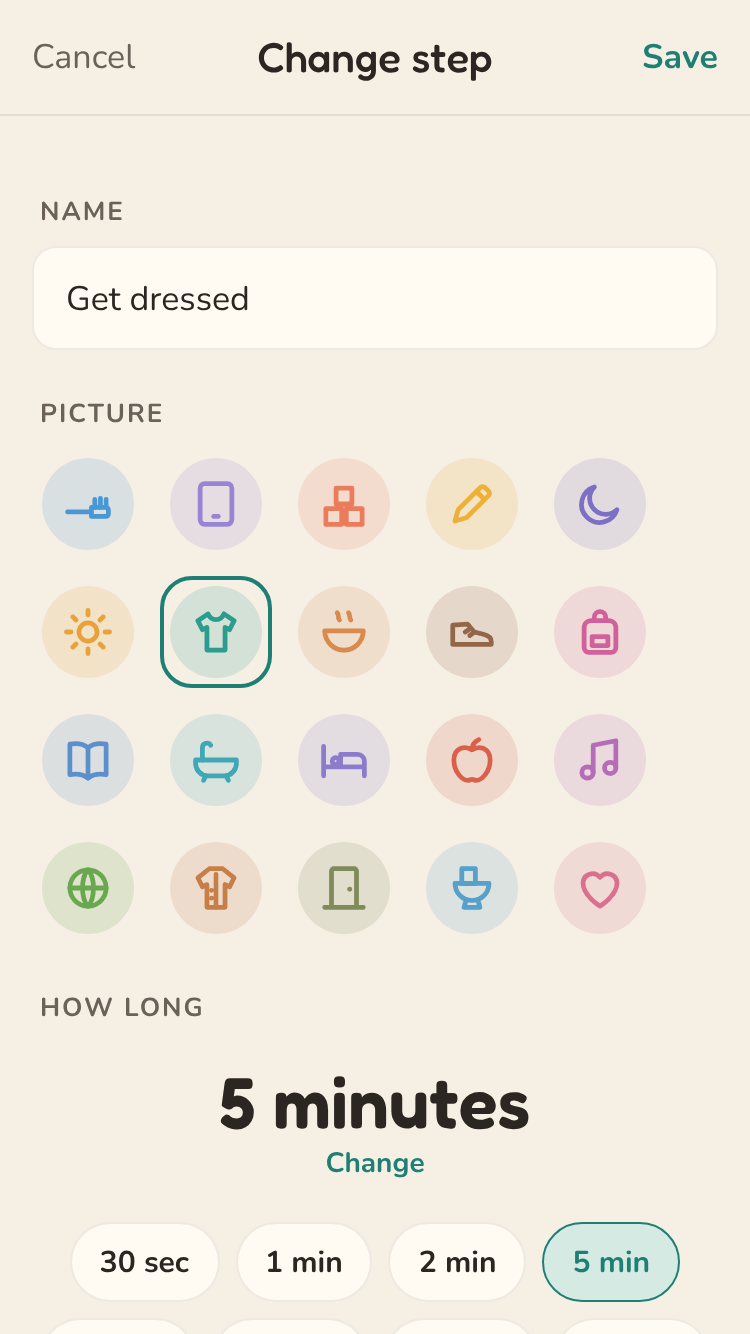 Cancel Change step Save
NAME
Get dressed
PICTURE
HOW LONG
5 minutes
Change
30 sec 1 min 2 min 5 min